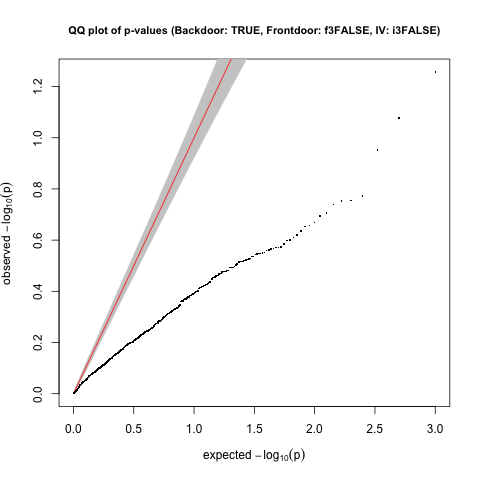 QQ plot of p-values (Backdoor: TRUE, Frontdoor: f3FALSE, IV: i3FALSE)
observed −log₁₀(p)
1.2
1.0
0.8
0.6
0.4
0.2
0.0
0.0 0.5 1.0 1.5 2.0 2.5 3.0
expected −log₁₀(p)